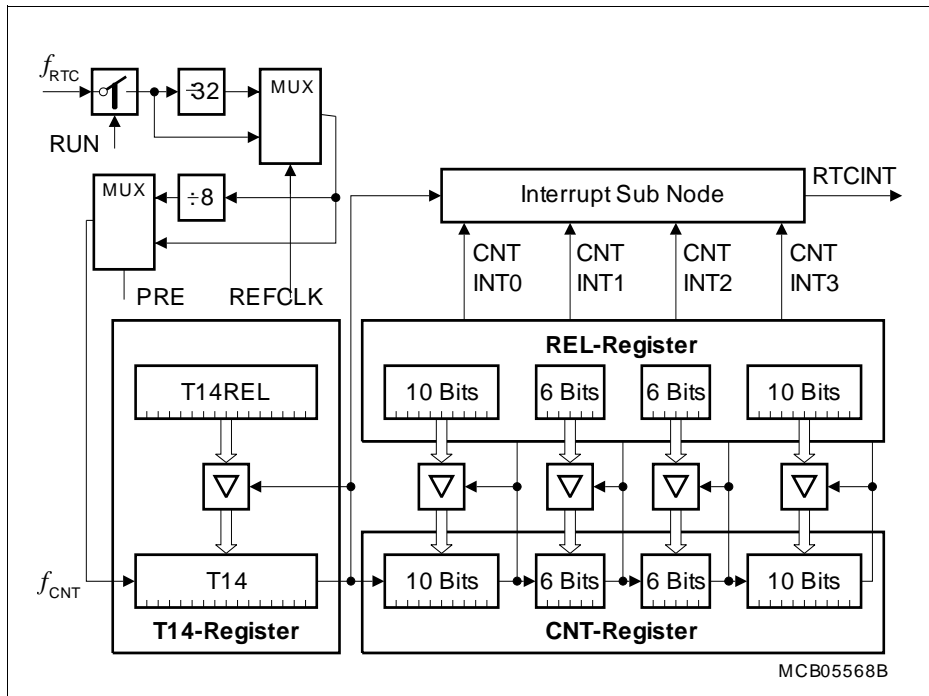 f RTC
÷32
MUX
RUN
MUX
÷8
Interrupt Sub Node
RTCINT
CNT INT0
CNT INT1
CNT INT2
CNT INT3
PRE
REFCLK
REL-Register
T14REL
10 Bits
6 Bits
6 Bits
10 Bits
f CNT
T14
10 Bits
6 Bits
6 Bits
10 Bits
T14-Register
CNT-Register
MCB05568B